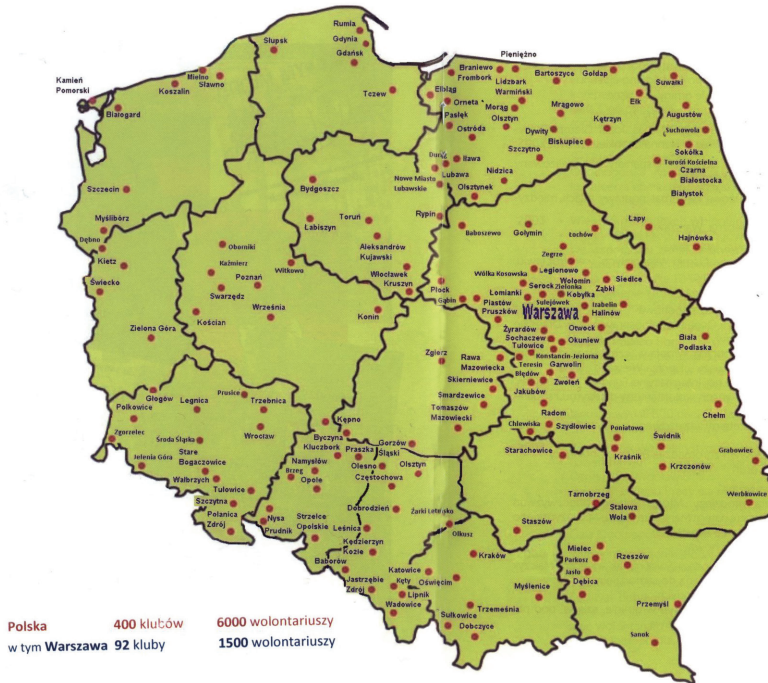 Rumia
Gdynia
Słupsk
Gdańsk
Pieniężno
Braniewo
Frombork
Lidzbark
Warmiński
Bartoszyce
Gołdap
Suwałki
Kamień
Pomorski
Mielno
Koszalin
Sławno
Białegard
Tczew
Elbląg
Orneta
Morąg
Mrągowo
Ełk
Augustów
Pasłęk
Ostróda
Olsztyn
Dywity
Kętrzyn
Biskupiec
Szczytno
Suchowola
Sokółka
Turośń Kościelna
Czarna
Białostocka
Białystok
Iława
Lubawa
Nidzica
Nowe Miasto
Lubawskie
Olsztynek
Szczecin
Bydgoszcz
Myślibórz
Dębno
Łabiszyn
Toruń
Rypin
Baboszewo
Gołymin
Łochów
Łapy
Hajnówka
Oborniki
Aleksandrów
Kujawski
Zegrze
Kietz
Kaźmierz
Poznań
Witkowo
Włocławek
Kruszyn
Wólka Kosowska
Legionowo
Wołomin
Siedlce
Świecko
Swarzędz
Płock
Gąbin
Łomianki
Serock
Zielonka
Ząbki
Piastów
Sulejówek
Kobyłka
Izabelin
Kościan
Września
Konin
Pruszków
Warszawa
Halinów
Zielona Góra
Żyrardów
Otwock
Sochaczew
Okuniew
Tułowice
Konstancin-Jeziorna
Biała
Podlaska
Zgierz
Rawa
Mazowiecka
Teresin
Garwolin
Błędów
Zwoleń
Skierniewice
Jakubów
Głogów
Legnica
Prusice
Trzebnica
Polkowice
Smardzewice
Tomaszów
Mazowiecki
Radom
Chlewiska
Szydłowiec
Chełm
Zgorzelec
Środa Śląska
Wrocław
Kępno
Byczyna
Kluczbork
Gorzów
Śląski
Praszka
Poniatowa
Świdnik
Kraśnik
Krzczonów
Grabowiec
Jelenia Góra
Stare
Bogaczowice
Wałbrzych
Namysłów
Brzeg
Opole
Olesno
Olsztyn
Częstochowa
Starachowice
Tułowice
Szczytna
Polanica
Zdrój
Nysa
Prudnik
Strzelce
Opolskie
Dobrodzień
Tarnobrzeg
Werbkowice
Staszów
Stalowa
Wola
Leśnica
Olkusz
Kędzierzyn
Kozle
Baborów
Kraków
Mielec
Rzeszów
Jasło
Dębica
Katowice
Oświęcim
Jastrzębie
Zdrój
Kęty
Lipnik
Wadowice
Myślenice
Trzemeśnia
Sułkowice
Dobczyce
Przemyśl
Sanok
Polska 400 klubów 6000 wolontariuszy
w tym Warszawa 92 kluby 1500 wolontariuszy